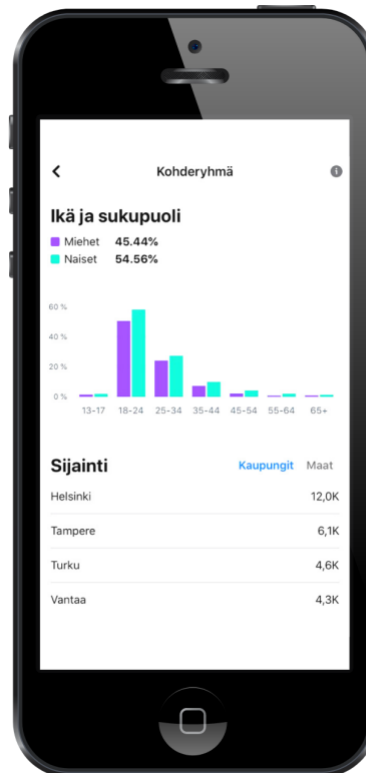 Kohderyhmä
Ikä ja sukupuoli
Miehet 45.44%
Naiset 54.56%
60 %
40 %
20 %
0 %
13-17 18-24 25-34 35-44 45-54 55-64 65+
Sijainti Kaupungit Maat
Helsinki 12,0K
Tampere 6,1K
Turku 4,6K
Vantaa 4,3K